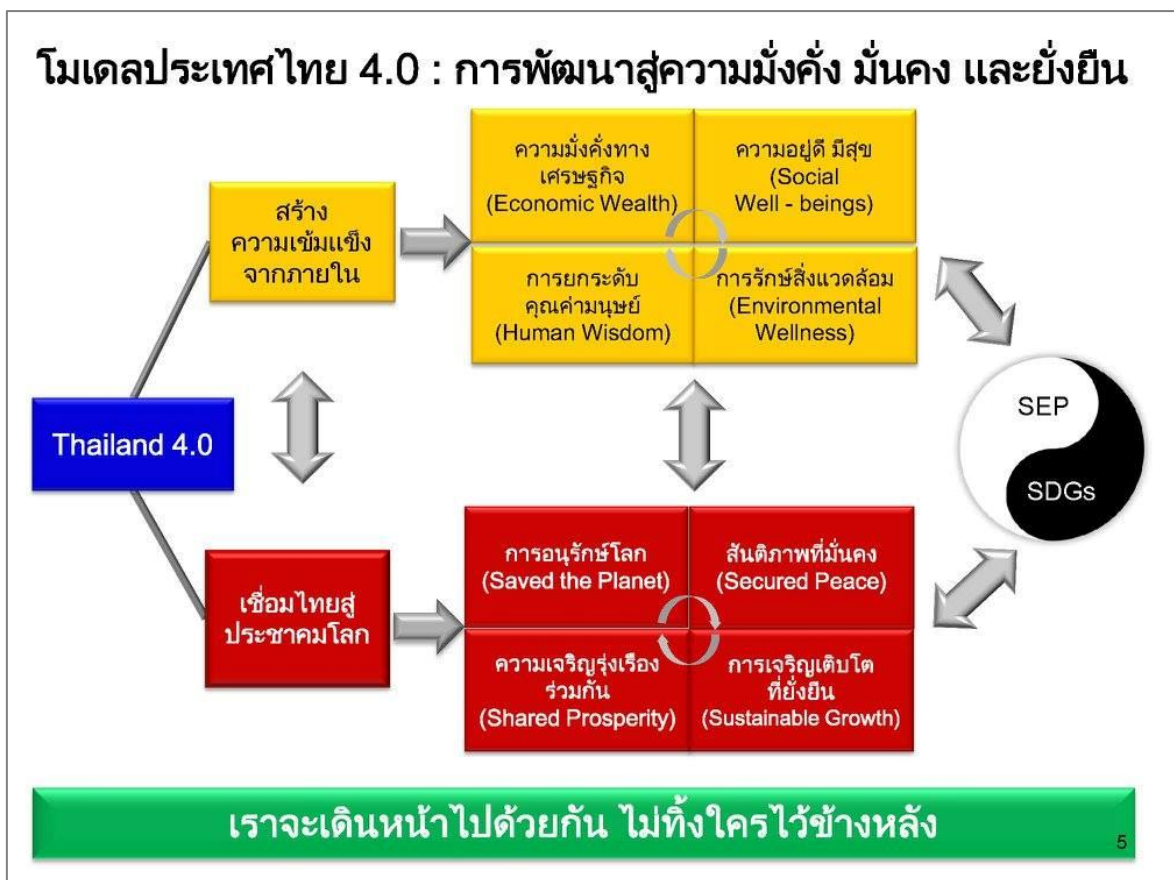 โมเดลประเทศไทย 4.0 : การพัฒนาสู่ความมั่งคั่ง มั่นคง และยั่งยืน
สร้าง
ความเข้มแข็ง
จากภายใน
ความมั่งคั่งทาง
เศรษฐกิจ
(Economic Wealth)
ความอยู่ดี มีสุข
(Social
Well - beings)
การยกระดับ
คุณค่ามนุษย์
(Human Wisdom)
การรักษ์สิ่งแวดล้อม
(Environmental
Wellness)
Thailand 4.0
SEP
SDGs
เชื่อมไทยสู่
ประชาคมโลก
การอนุรักษ์โลก
(Saved the Planet)
สันติภาพที่มั่นคง
(Secured Peace)
ความเจริญรุ่งเรือง
ร่วมกัน
(Shared Prosperity)
การเจริญเติบโต
ที่ยั่งยืน
(Sustainable Growth)
เราจะเดินหน้าไปด้วยกัน ไม่ทิ้งใครไว้ข้างหลัง
5